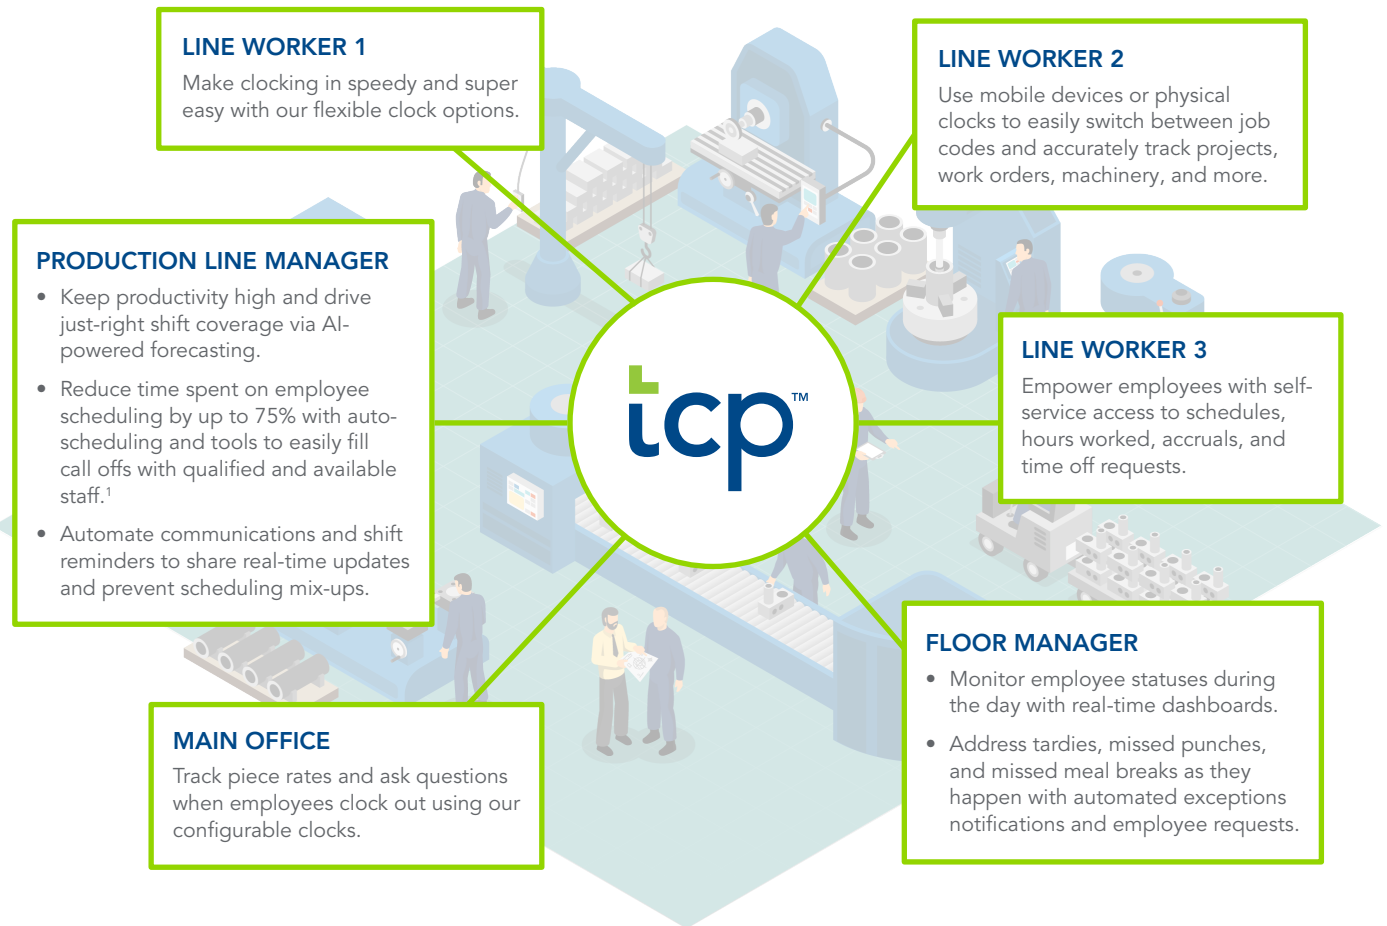 LINE WORKER 1
Make clocking in speedy and super
easy with our flexible clock options.
LINE WORKER 2
Use mobile devices or physical
clocks to easily switch between job
codes and accurately track projects,
work orders, machinery, and more.
PRODUCTION LINE MANAGER
• Keep productivity high and drive
just-right shift coverage via AI-
powered forecasting.
• Reduce time spent on employee
scheduling by up to 75% with auto-
scheduling and tools to easily fill
call offs with qualified and available
staff.¹
• Automate communications and shift
reminders to share real-time updates
and prevent scheduling mix-ups.
tcp™
LINE WORKER 3
Empower employees with self-
service access to schedules,
hours worked, accruals, and
time off requests.
MAIN OFFICE
Track piece rates and ask questions
when employees clock out using our
configurable clocks.
FLOOR MANAGER
• Monitor employee statuses during
the day with real-time dashboards.
• Address tardies, missed punches,
and missed meal breaks as they
happen with automated exceptions
notifications and employee requests.